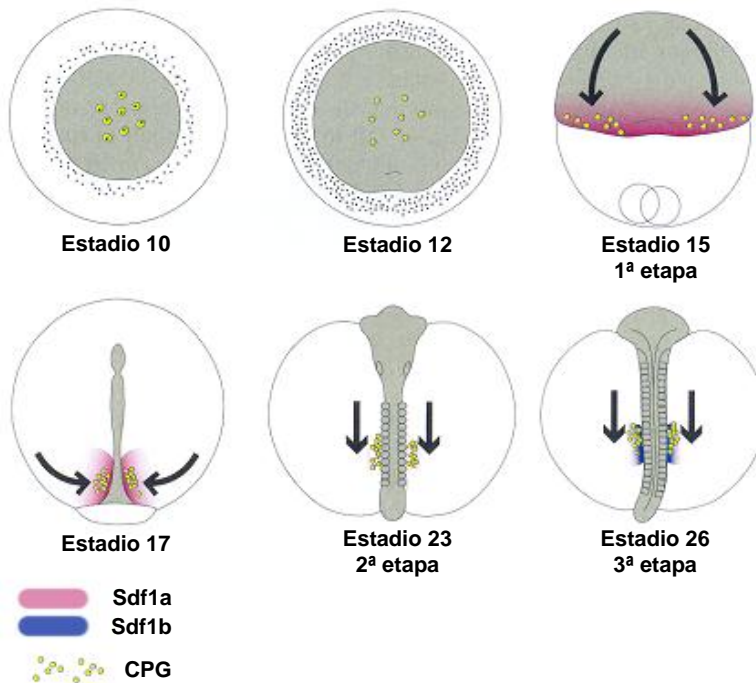 Estadio 10
Estadio 12
Estadio 15
1ª etapa
Estadio 17
Estadio 23
2ª etapa
Estadio 26
3ª etapa
Sdf1a
Sdf1b
CPG